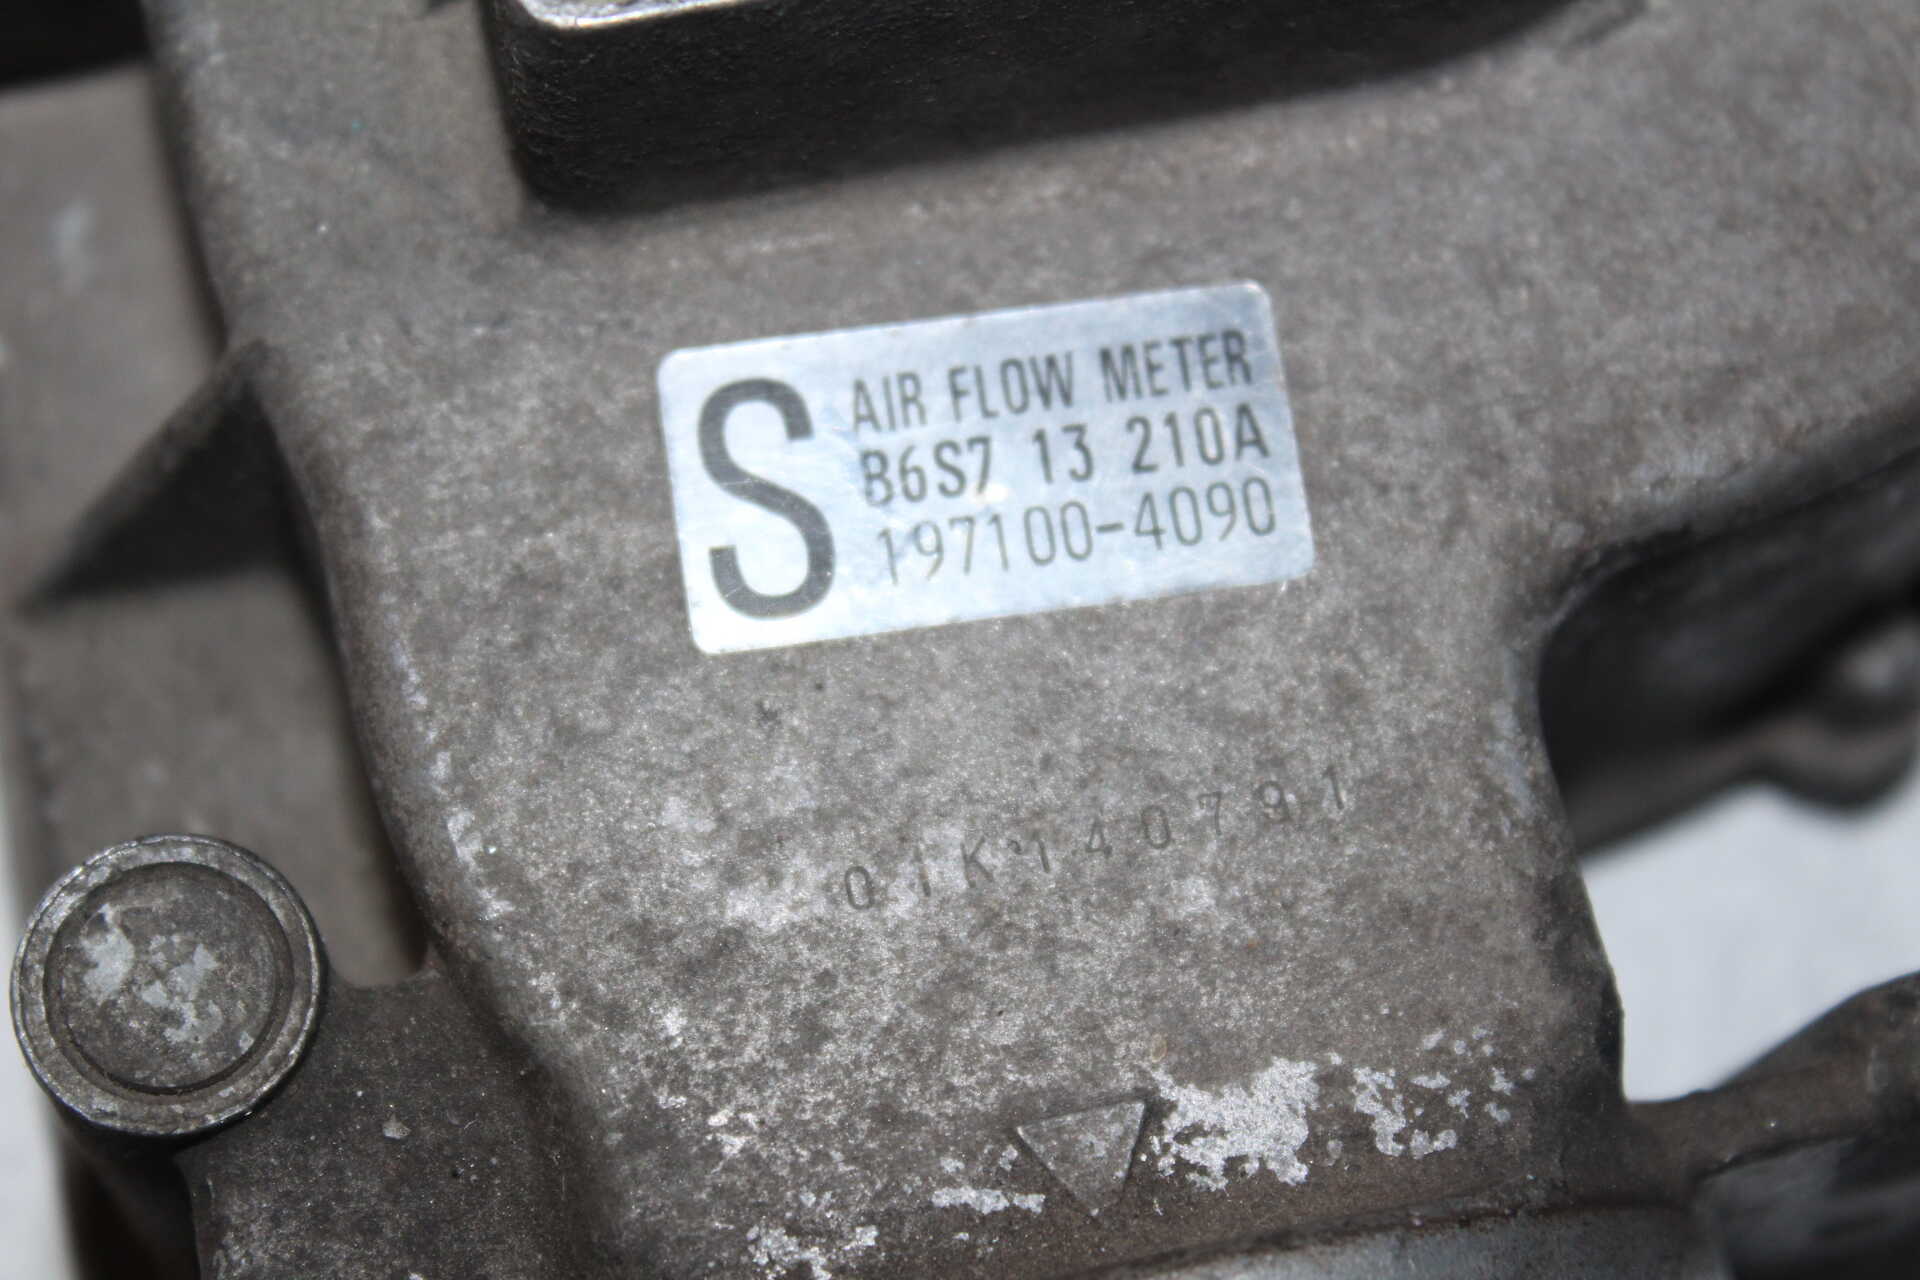 S
AIR FLOW METER
B6S7 13 210A
197100-4090
01K140791